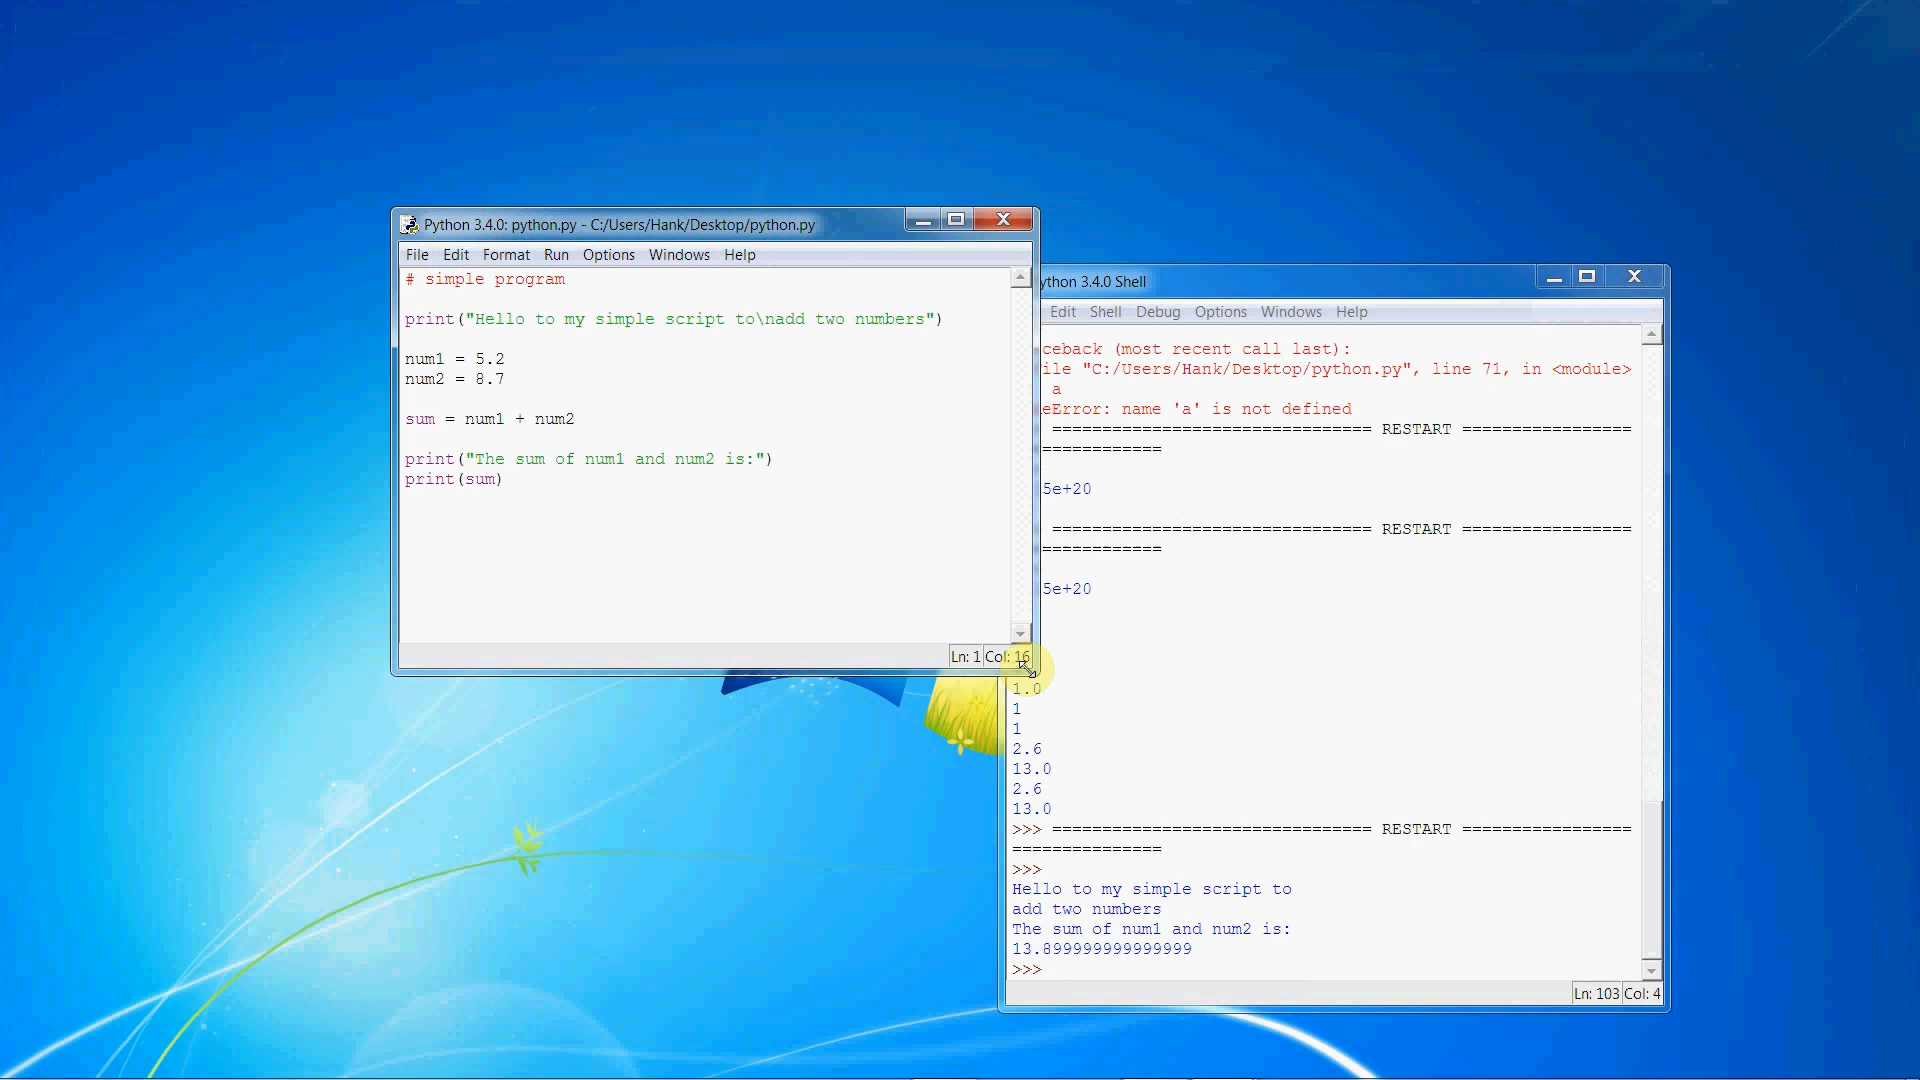 Python 3.4.0: python.py - C:/Users/Hank/Desktop/python.py
File Edit Format Run Options Windows Help
# simple program
print("Hello to my simple script to\nadd two numbers")
num1 = 5.2
num2 = 8.7
sum = num1 + num2
print("The sum of num1 and num2 is:")
print(sum)
Ln: 1 Col: 16
ython 3.4.0 Shell
Edit Shell Debug Options Windows Help
ceback (most recent call last):
ile "C:/Users/Hank/Desktop/python.py", line 71, in <module>
a
eError: name 'a' is not defined
================================ RESTART =================
============
5e+20
================================ RESTART =================
============
5e+20
1.0
1
1
2.6
13.0
2.6
13.0
>>> ================================ RESTART =================
===============
>>>
Hello to my simple script to
add two numbers
The sum of num1 and num2 is:
13.899999999999999
>>>
Ln: 103 Col: 4